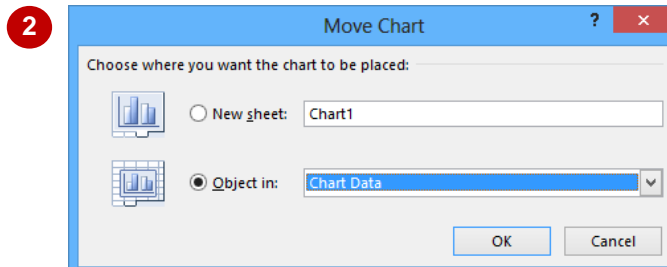 2
Move Chart ? ×
Choose where you want the chart to be placed:
New sheet: Chart1
Object in: Chart Data
OK Cancel